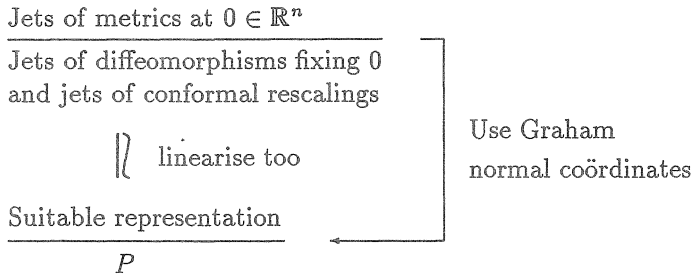 Jets of metrics at 0 ∈ ℝⁿ
Jets of diffeomorphisms fixing 0
and jets of conformal rescalings
linearise too
Use Graham
normal coördinates
Suitable representation
P